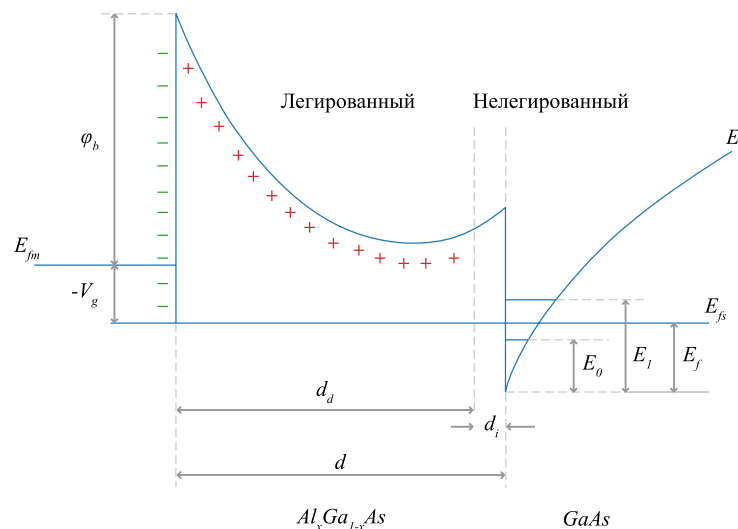 Легированный
Нелегированный
φb
E
Efm
-Vg
Efs
E0
E1
Ef
dd
di
d
AlxGa1-xAs
GaAs